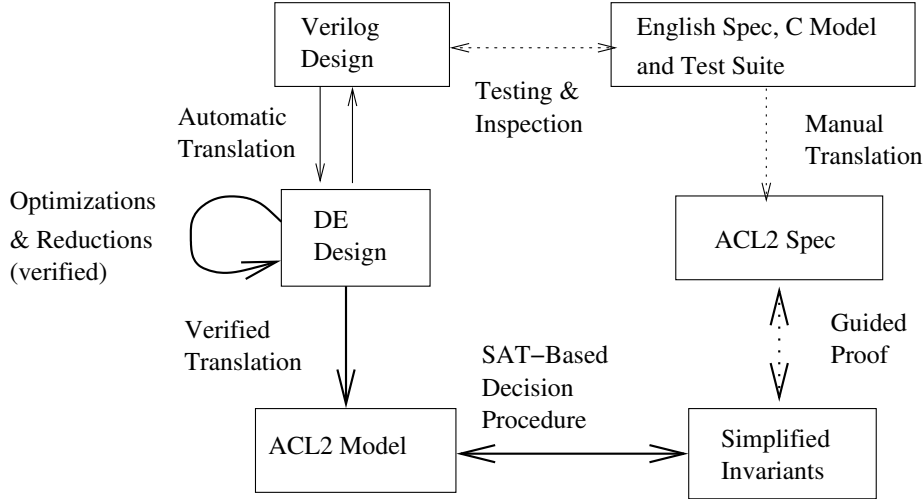 Verilog
Design
English Spec, C Model
and Test Suite
Testing &
Inspection
Automatic
Translation
Manual
Translation
Optimizations
& Reductions
(verified)
DE
Design
ACL2 Spec
Verified
Translation
Guided
Proof
SAT−Based
Decision
Procedure
ACL2 Model
Simplified
Invariants